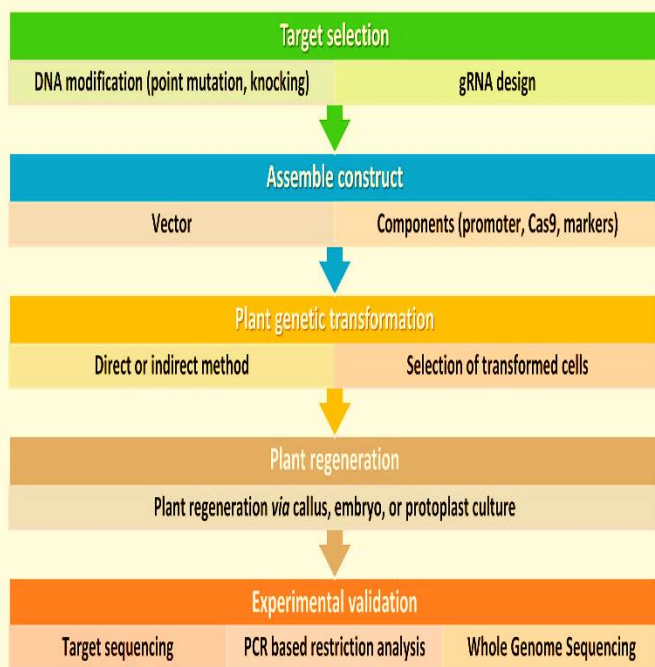 Target selection
DNA modification (point mutation, knocking)
gRNA design
Assemble construct
Vector
Components (promoter, Cas9, markers)
Plant genetic transformation
Direct or indirect method
Selection of transformed cells
Plant regeneration
Plant regeneration via callus, embryo, or protoplast culture
Experimental validation
Target sequencing
PCR based restriction analysis
Whole Genome Sequencing